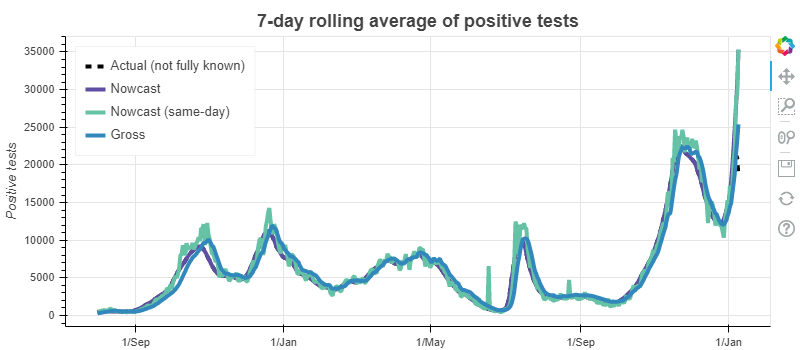 7-day rolling average of positive tests
35000
30000
25000
20000
15000
10000
5000
0
Positive tests
Actual (not fully known)
Nowcast
Nowcast (same-day)
Gross
1/Sep
1/Jan
1/May
1/Sep
1/Jan